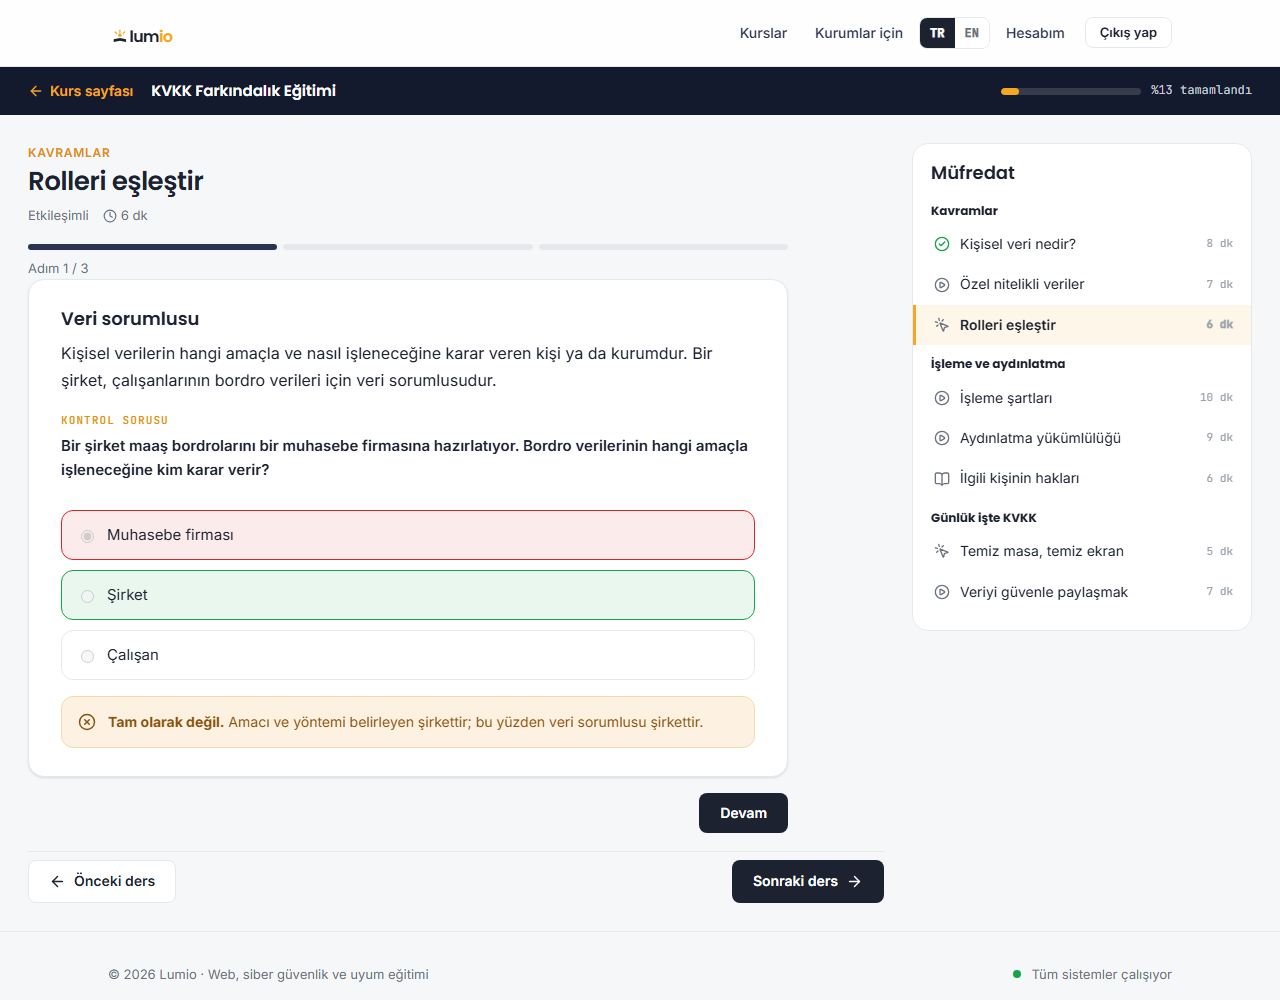 lumio
Kurslar
Kurumlar için
TR
EN
Hesabım
Çıkış yap
Kurs sayfası
KVKK Farkındalık Eğitimi
%13 tamamlandı
KAVRAMLAR
Rolleri eşleştir
Etkileşimli
6 dk
Adım 1 / 3
Veri sorumlusu
Kişisel verilerin hangi amaçla ve nasıl işleneceğine karar veren kişi ya da kurumdur. Bir
şirket, çalışanlarının bordro verileri için veri sorumlusudur.
KONTROL SORUSU
Bir şirket maaş bordrolarını bir muhasebe firmasına hazırlatıyor. Bordro verilerinin hangi amaçla
işleneceğine kim karar verir?
Muhasebe firması
Şirket
Çalışan
Tam olarak değil. Amacı ve yöntemi belirleyen şirkettir; bu yüzden veri sorumlusu şirkettir.
Devam
Önceki ders
Sonraki ders
Müfredat
Kavramlar
Kişisel veri nedir? 8 dk
Özel nitelikli veriler 7 dk
Rolleri eşleştir 6 dk
İşleme ve aydınlatma
İşleme şartları 10 dk
Aydınlatma yükümlülüğü 9 dk
İlgili kişinin hakları 6 dk
Günlük işte KVKK
Temiz masa, temiz ekran 5 dk
Veriyi güvenle paylaşmak 7 dk
© 2026 Lumio · Web, siber güvenlik ve uyum eğitimi
Tüm sistemler çalışıyor